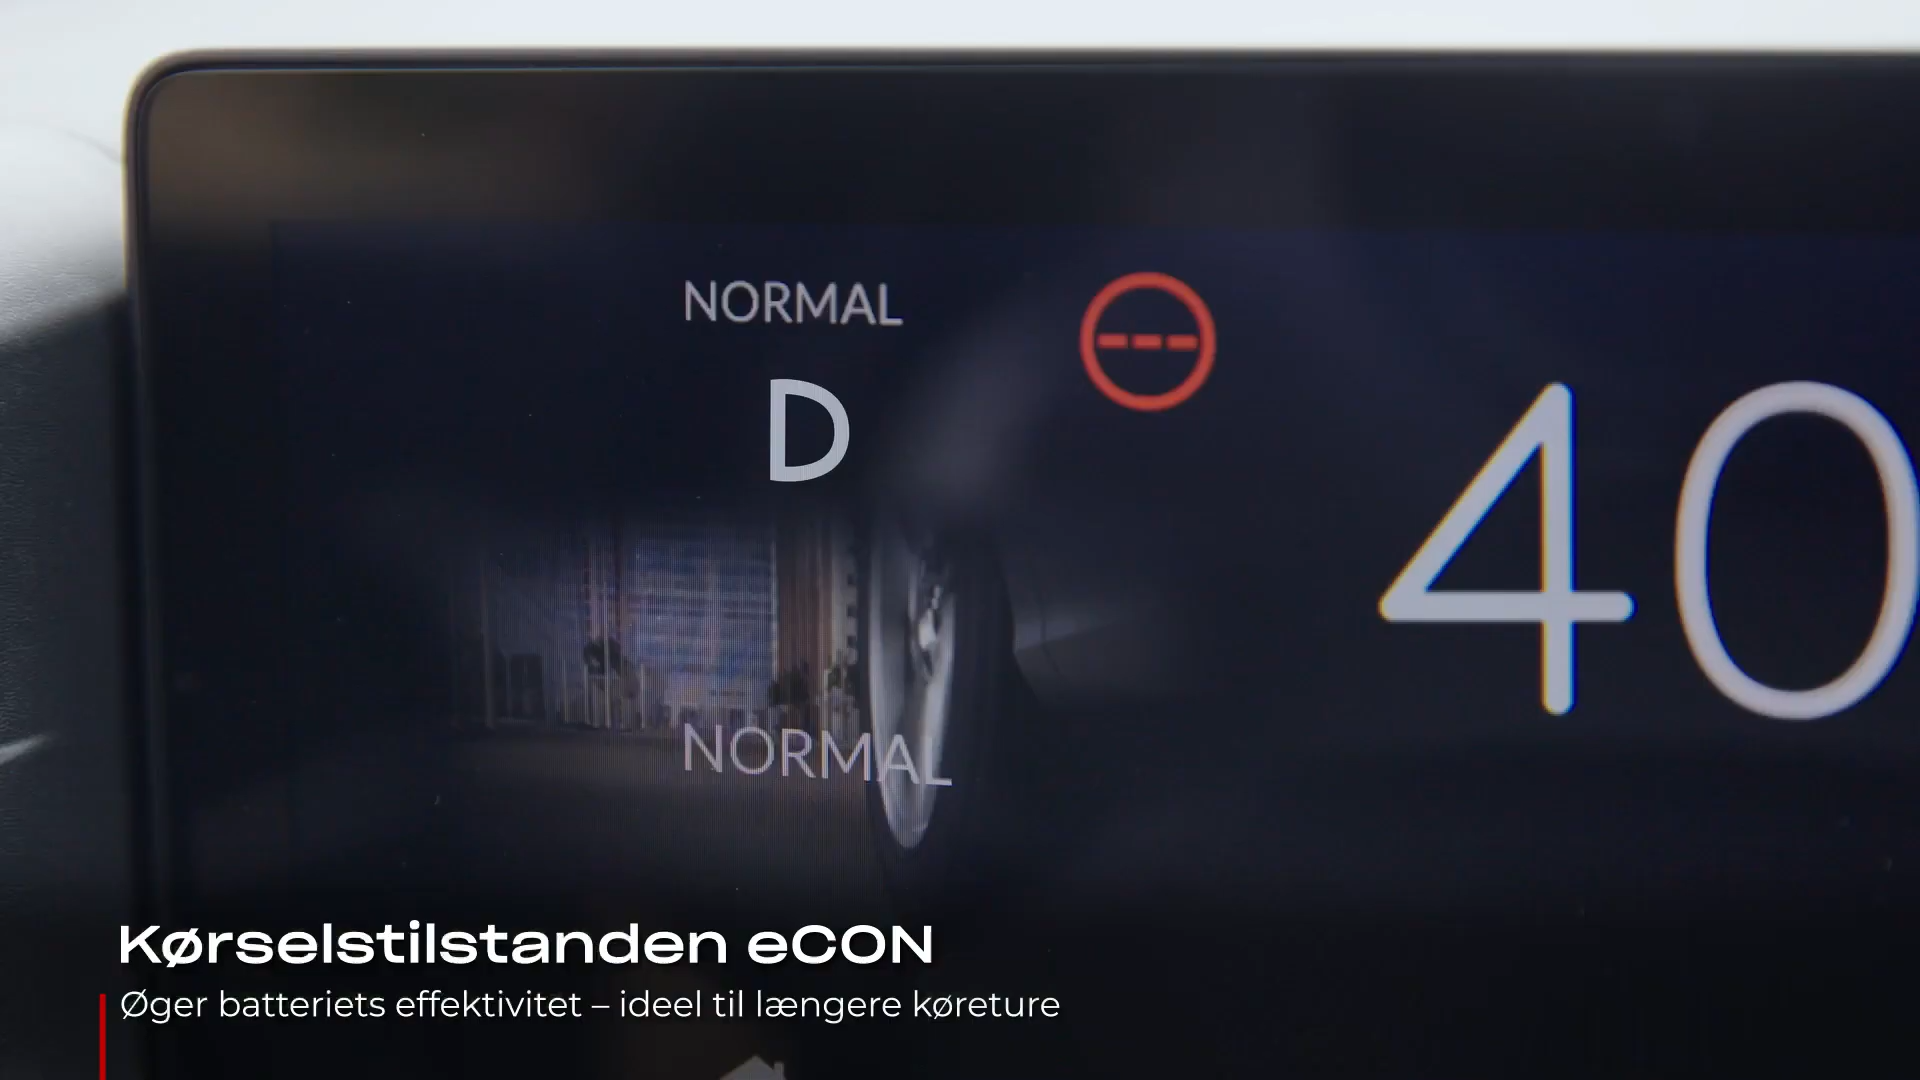 NORMAL
D
---
40
NORMAL
Kørselstilstanden eCON
Øger batteriets effektivitet – ideel til længere køreture